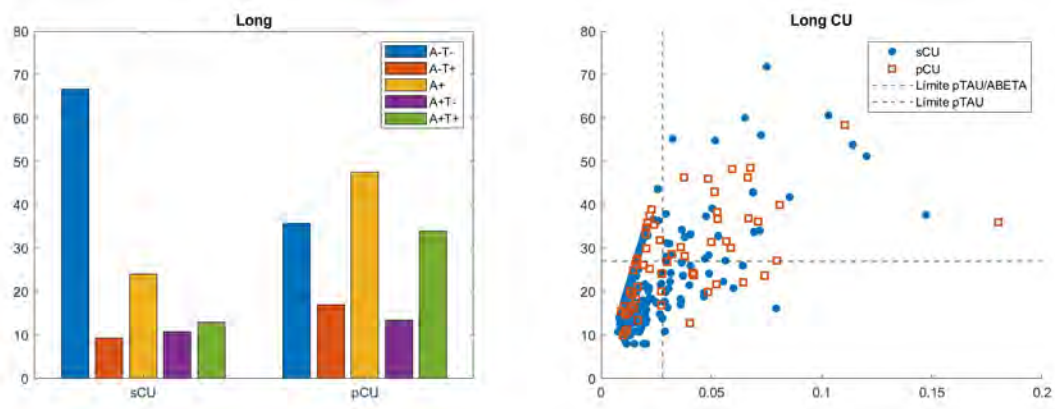 Long
80
70
60
50
40
30
20
10
0
A-T-
A-T+
A+
A+T-
A+T+
sCU
pCU
Long CU
80
70
60
50
40
30
20
10
0
sCU
pCU
Límite pTAU/ABETA
Límite pTAU
0
0.05
0.1
0.15
0.2